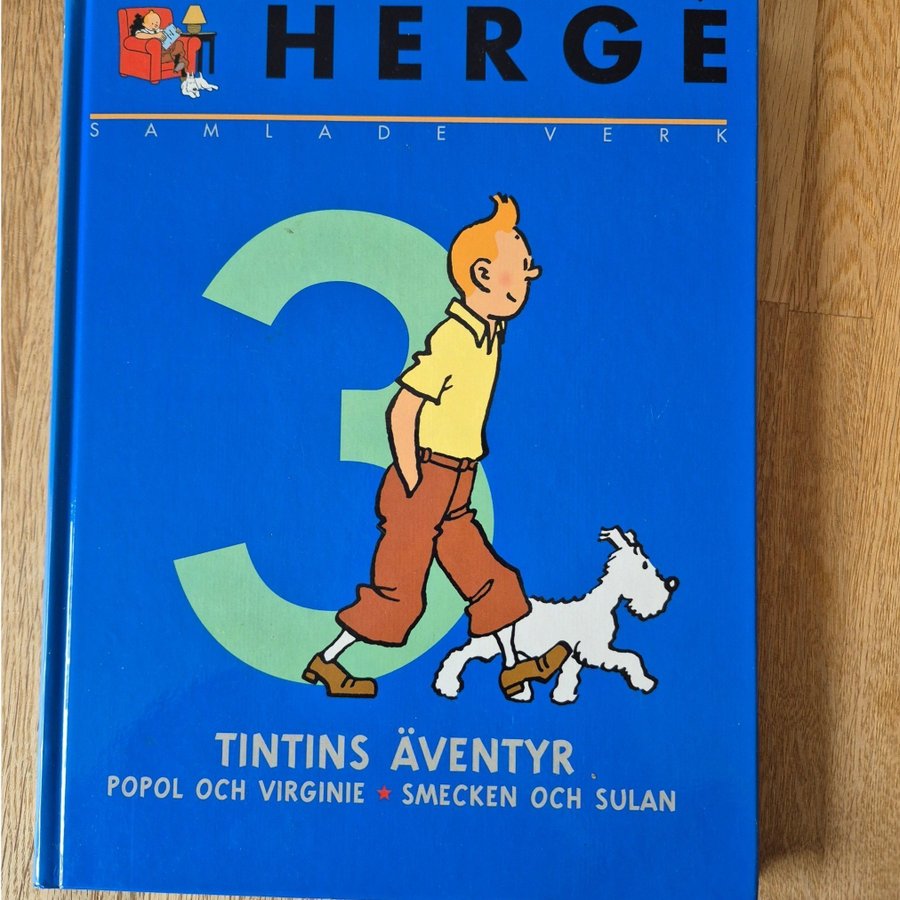 HERGÉ
SAMLADE VERK
3
TINTINS ÄVENTYR
POPOL OCH VIRGINIE ★ SMECKEN OCH SULAN